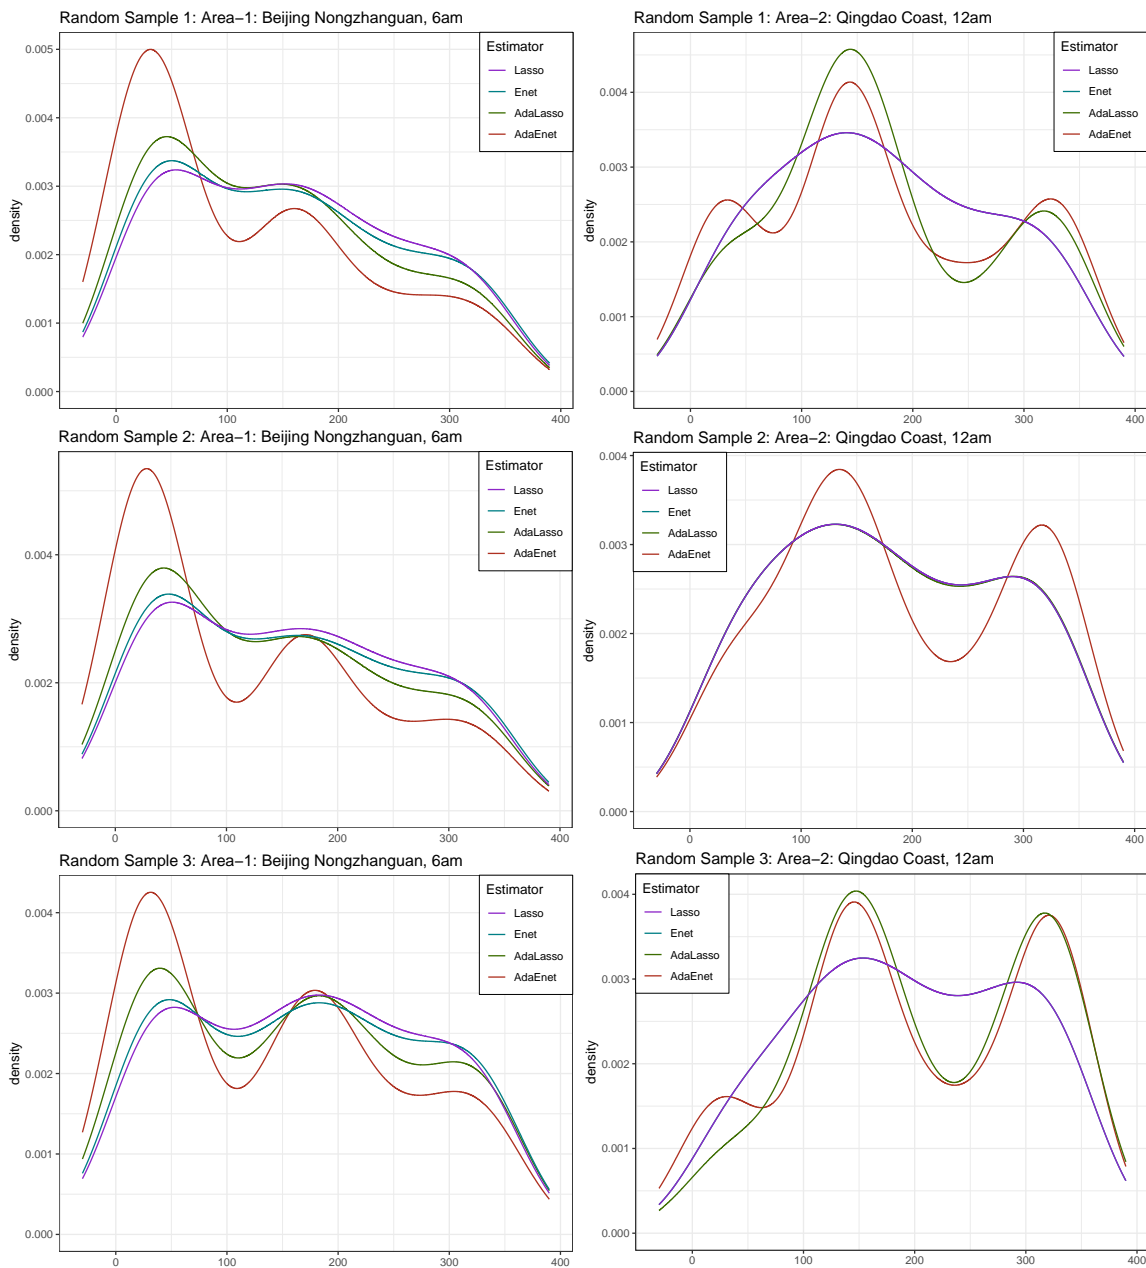 Random Sample 1: Area−1: Beijing Nongzhanguan, 6am
density
0.005
0.004
0.003
0.002
0.001
0.000
0 100 200 300 400
Estimator
Lasso
Enet
AdaLasso
AdaEnet
Random Sample 1: Area−2: Qingdao Coast, 12am
density
0.004
0.003
0.002
0.001
0.000
0 100 200 300 400
Estimator
Lasso
Enet
AdaLasso
AdaEnet
Random Sample 2: Area−1: Beijing Nongzhanguan, 6am
density
0.004
0.002
0.000
0 100 200 300 400
Estimator
Lasso
Enet
AdaLasso
AdaEnet
Random Sample 2: Area−2: Qingdao Coast, 12am
density
0.004
0.003
0.002
0.001
0.000
0 100 200 300 400
Estimator
Lasso
Enet
AdaLasso
AdaEnet
Random Sample 3: Area−1: Beijing Nongzhanguan, 6am
density
0.004
0.003
0.002
0.001
0.000
0 100 200 300 400
Estimator
Lasso
Enet
AdaLasso
AdaEnet
Random Sample 3: Area−2: Qingdao Coast, 12am
density
0.004
0.003
0.002
0.001
0.000
0 100 200 300 400
Estimator
Lasso
Enet
AdaLasso
AdaEnet